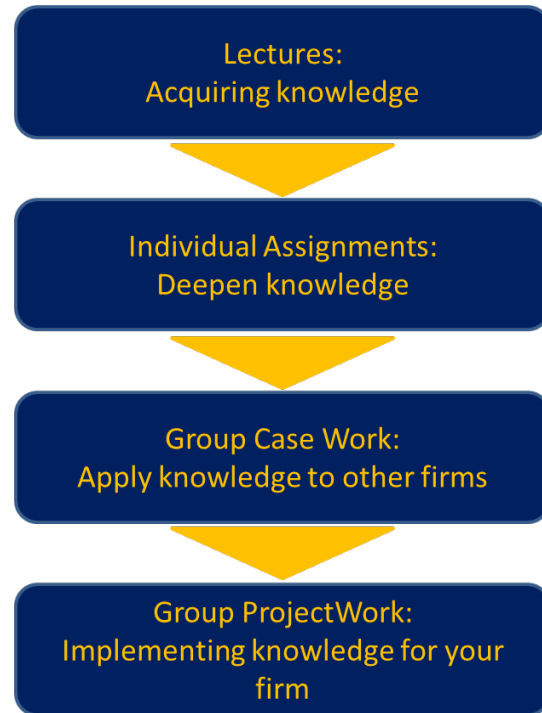 Lectures:
Acquiring knowledge
Individual Assignments:
Deepen knowledge
Group Case Work:
Apply knowledge to other firms
Group ProjectWork:
Implementing knowledge for your
firm